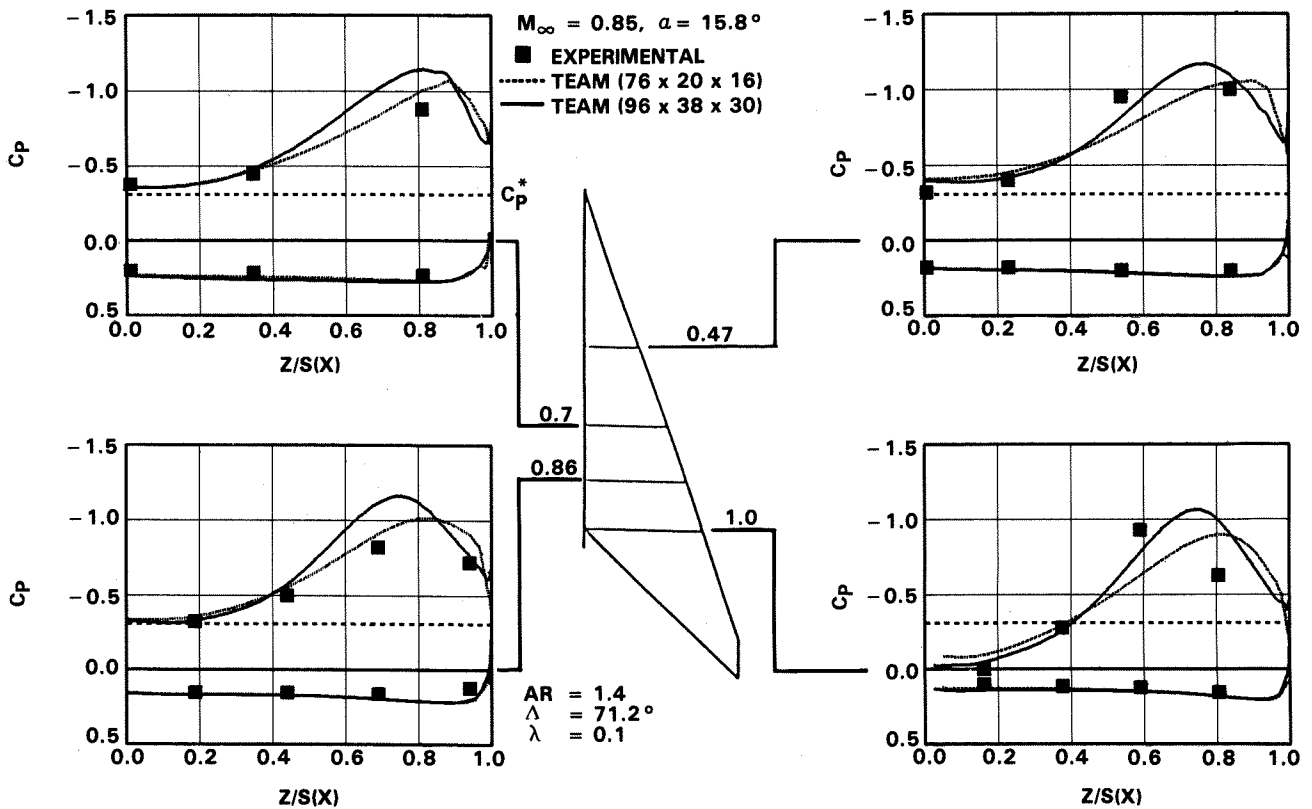 M∞ = 0.85, α = 15.8°
■ EXPERIMENTAL
TEAM (76 x 20 x 16)
TEAM (96 x 38 x 30)
−1.5
−1.0
−0.5
0.0
0.5
CP
0.0 0.2 0.4 0.6 0.8 1.0
Z/S(X)
CP*
−1.5
−1.0
−0.5
0.0
0.5
CP
0.0 0.2 0.4 0.6 0.8 1.0
Z/S(X)
0.47
0.7
0.86
1.0
−1.5
−1.0
−0.5
0.0
0.5
CP
0.0 0.2 0.4 0.6 0.8 1.0
Z/S(X)
AR = 1.4
Λ = 71.2°
λ = 0.1
−1.5
−1.0
−0.5
0.0
0.5
CP
0.0 0.2 0.4 0.6 0.8 1.0
Z/S(X)